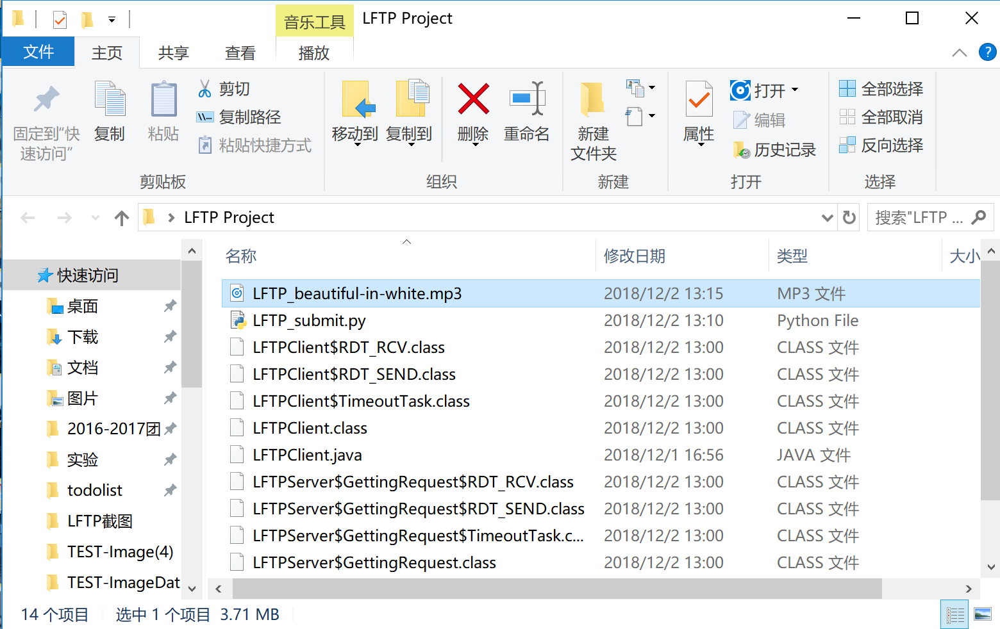 音乐工具
LFTP Project
文件
主页
共享
查看
播放
?
固定到“快
速访问”
复制
粘贴
剪切
复制路径
粘贴快捷方式
剪贴板
移动到
复制到
删除
重命名
组织
新建
文件夹
新建
属性
打开
编辑
历史记录
打开
全部选择
全部取消
反向选择
选择
LFTP Project
搜索"LFTP ...
快速访问
桌面
下载
文档
图片
2016-2017团
实验
todolist
LFTP截图
TEST-Image(4)
TEST-ImageDat
名称 修改日期 类型 大小
LFTP_beautiful-in-white.mp3 2018/12/2 13:15 MP3 文件
LFTP_submit.py 2018/12/2 13:10 Python File
LFTPClient$RDT_RCV.class 2018/12/2 13:00 CLASS 文件
LFTPClient$RDT_SEND.class 2018/12/2 13:00 CLASS 文件
LFTPClient$TimeoutTask.class 2018/12/2 13:00 CLASS 文件
LFTPClient.class 2018/12/2 13:00 CLASS 文件
LFTPClient.java 2018/12/1 16:56 JAVA 文件
LFTPServer$GettingRequest$RDT_RCV.class 2018/12/2 13:00 CLASS 文件
LFTPServer$GettingRequest$RDT_SEND.class 2018/12/2 13:00 CLASS 文件
LFTPServer$GettingRequest$TimeoutTask.c... 2018/12/2 13:00 CLASS 文件
LFTPServer$GettingRequest.class 2018/12/2 13:00 CLASS 文件
14 个项目 选中 1 个项目 3.71 MB